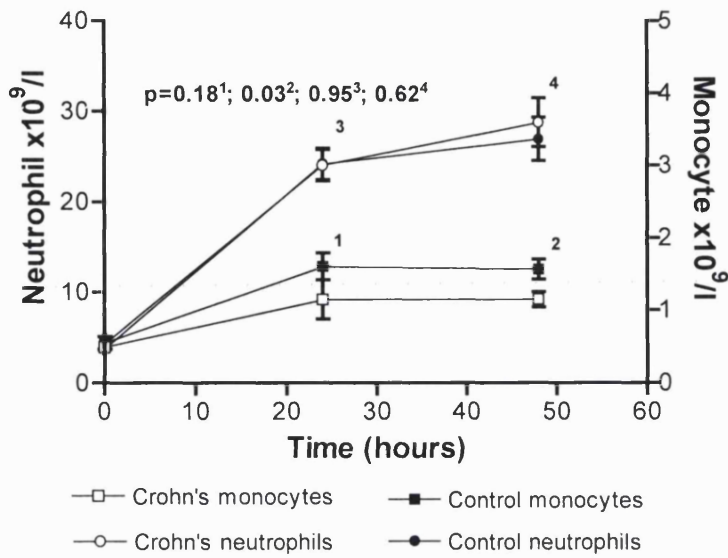 p=0.18¹; 0.03²; 0.95³; 0.62⁴
Neutrophil x10⁹/l
40
30
20
10
0
Monocyte x10⁹/l
5
4
3
2
1
0
3
4
1
2
0 10 20 30 40 50 60
Time (hours)
Crohn's monocytes Control monocytes
Crohn's neutrophils Control neutrophils